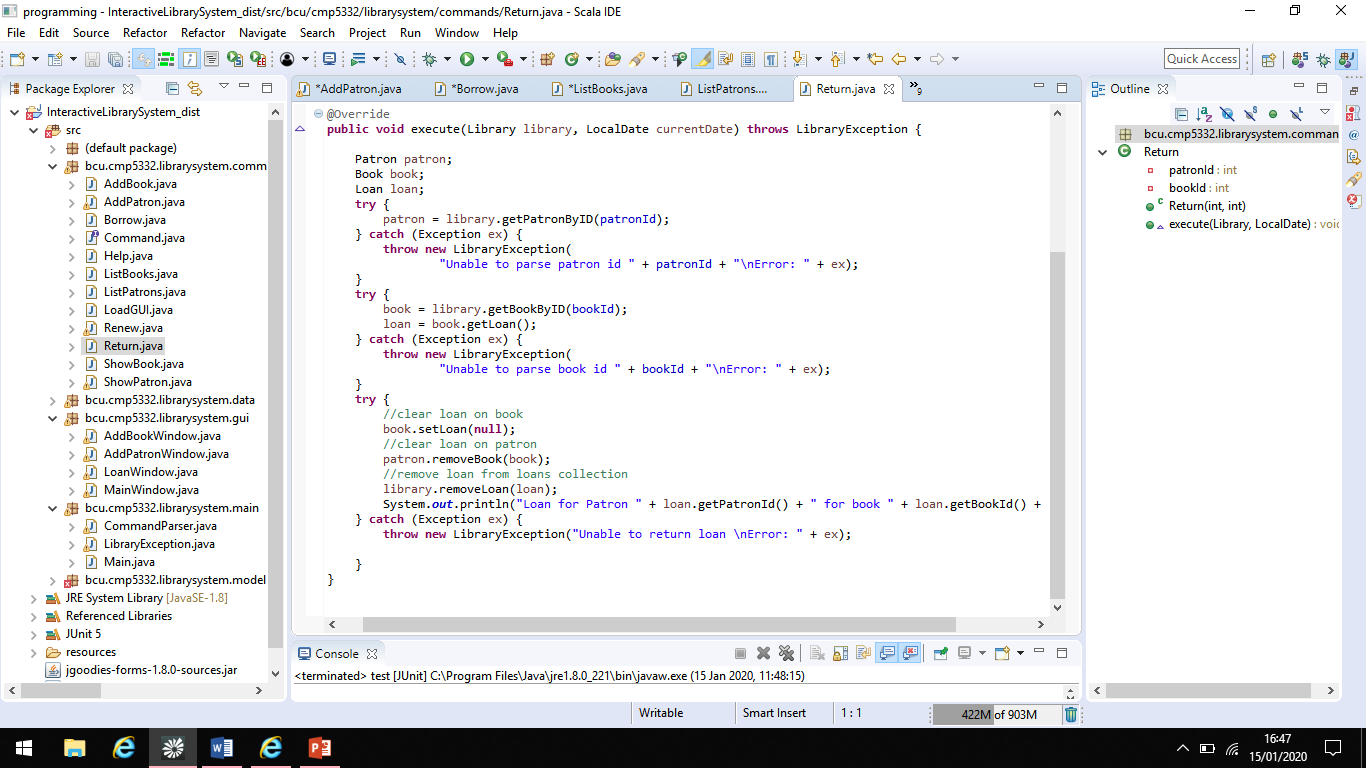 programming - InteractiveLibrarySystem_dist/src/bcu/cmp5332/librarysystem/commands/Return.java - Scala IDE
File Edit Source Refactor Refactor Navigate Search Project Run Window Help
Quick Access
Package Explorer
InteractiveLibrarySystem_dist
src
(default package)
bcu.cmp5332.librarysystem.comm
AddBook.java
AddPatron.java
Borrow.java
Command.java
Help.java
ListBooks.java
ListPatrons.java
LoadGUI.java
Renew.java
Return.java
ShowBook.java
ShowPatron.java
bcu.cmp5332.librarysystem.data
bcu.cmp5332.librarysystem.gui
AddBookWindow.java
AddPatronWindow.java
LoanWindow.java
MainWindow.java
bcu.cmp5332.librarysystem.main
CommandParser.java
LibraryException.java
Main.java
bcu.cmp5332.librarysystem.model
JRE System Library [JavaSE-1.8]
Referenced Libraries
JUnit 5
resources
jgoodies-forms-1.8.0-sources.jar
*AddPatron.java *Borrow.java *ListBooks.java ListPatrons.... Return.java »9
@Override
public void execute(Library library, LocalDate currentDate) throws LibraryException {
Patron patron;
Book book;
Loan loan;
try {
patron = library.getPatronByID(patronId);
} catch (Exception ex) {
throw new LibraryException(
"Unable to parse patron id " + patronId + "\nError: " + ex);
}
try {
book = library.getBookByID(bookId);
loan = book.getLoan();
} catch (Exception ex) {
throw new LibraryException(
"Unable to parse book id " + bookId + "\nError: " + ex);
}
try {
//clear loan on book
book.setLoan(null);
//clear loan on patron
patron.removeBook(book);
//remove loan from loans collection
library.removeLoan(loan);
System.out.println("Loan for Patron " + loan.getPatronId() + " for book " + loan.getBookId() +
} catch (Exception ex) {
throw new LibraryException("Unable to return loan \nError: " + ex);
}
}
Outline
bcu.cmp5332.librarysystem.comman
Return
patronId : int
bookId : int
Return(int, int)
execute(Library, LocalDate) : void
Console
<terminated> test [JUnit] C:\Program Files\Java\jre1.8.0_221\bin\javaw.exe (15 Jan 2020, 11:48:15)
Writable Smart Insert 1 : 1 422M of 903M
16:47
15/01/2020